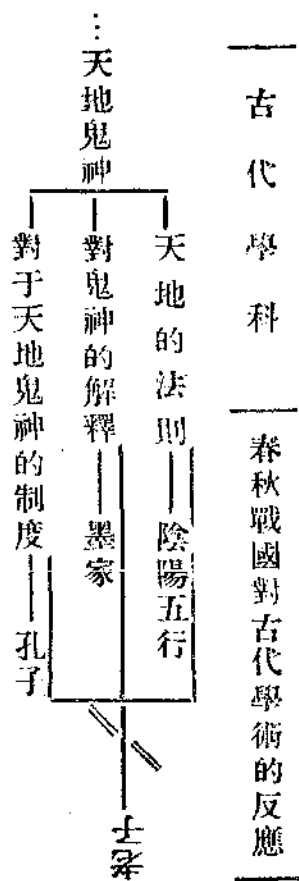 古代學科
春秋戰國對古代學術的反應
天地的法則——陰陽五行
對鬼神的解釋——墨家
對于天地鬼神的制度——孔子
…天地鬼神
老子